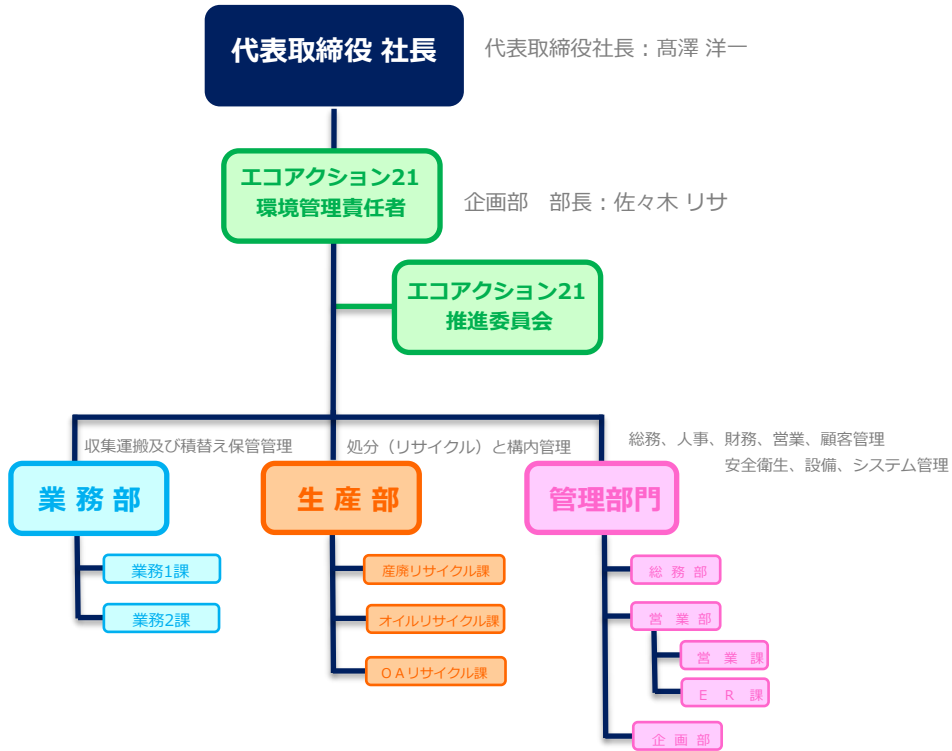 代表取締役 社長
代表取締役社長：髙澤 洋一
エコアクション21
環境管理責任者
企画部　部長：佐々木 リサ
エコアクション21
推進委員会
収集運搬及び積替え保管管理
処分（リサイクル）と構内管理
総務、人事、財務、営業、顧客管理
安全衛生、設備、システム管理
業 務 部
生 産 部
管理部門
業務1課
業務2課
産廃リサイクル課
オイルリサイクル課
ＯＡリサイクル課
総 務 部
営 業 部
営 業 課
Ｅ Ｒ 課
企 画 部